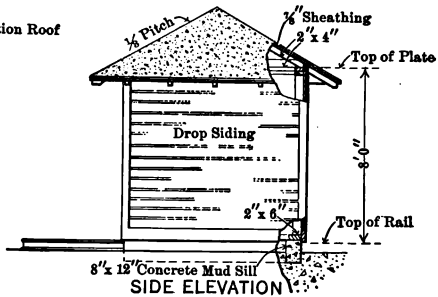 tion Roof
⅛ Pitch
⅞" Sheathing
2" x 4"
Top of Plate
Drop Siding
8'-0"
2" x 6"
Top of Rail
8" x 12" Concrete Mud Sill
SIDE ELEVATION